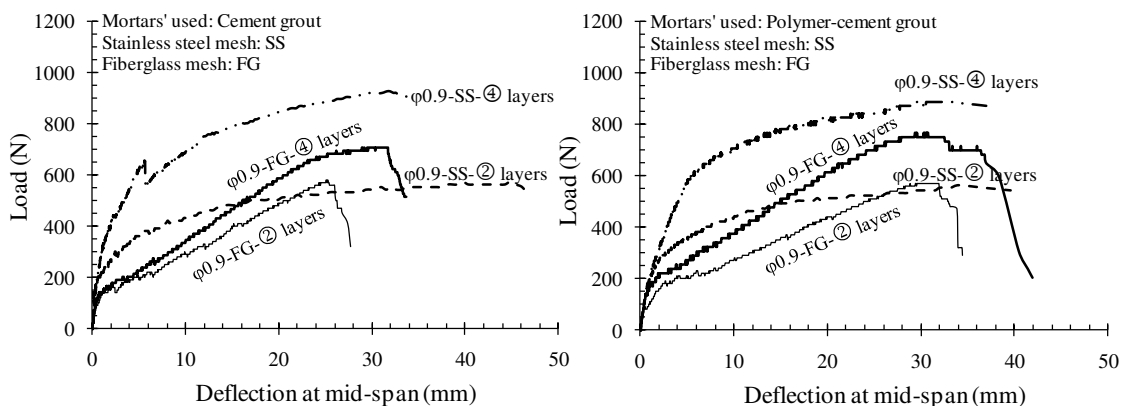 Mortars' used: Cement grout
Stainless steel mesh: SS
Fiberglass mesh: FG
1200
1000
800
600
400
200
0
Load (N)
φ0.9-SS-④ layers
φ0.9-FG-④ layers
φ0.9-SS-② layers
φ0.9-FG-② layers
0 10 20 30 40 50
Deflection at mid-span (mm)
Mortars' used: Polymer-cement grout
Stainless steel mesh: SS
Fiberglass mesh: FG
1200
1000
800
600
400
200
0
Load (N)
φ0.9-SS-④ layers
φ0.9-FG-④ layers
φ0.9-SS-② layers
φ0.9-FG-② layers
0 10 20 30 40 50
Deflection at mid-span (mm)